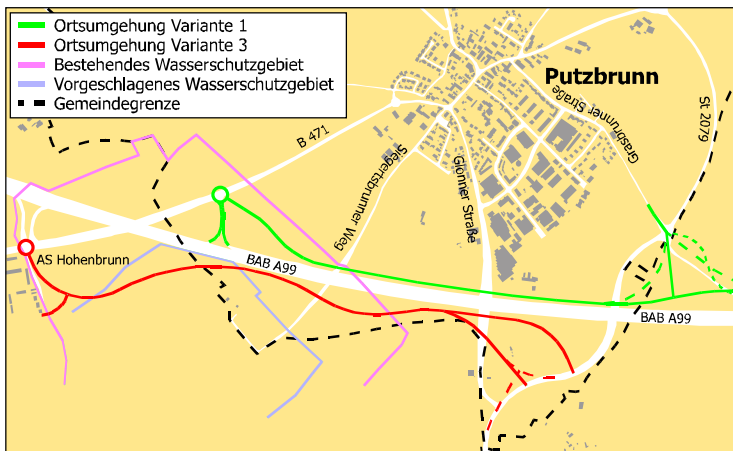 Ortsumgehung Variante 1
Ortsumgehung Variante 3
Bestehendes Wasserschutzgebiet
Vorgeschlagenes Wasserschutzgebiet
Gemeindegrenze
Putzbrunn
Grasbrunner Straße
St 2079
B 471
Siegertsbrunner Weg
Glonner Straße
AS Hohenbrunn
BAB A99
BAB A99